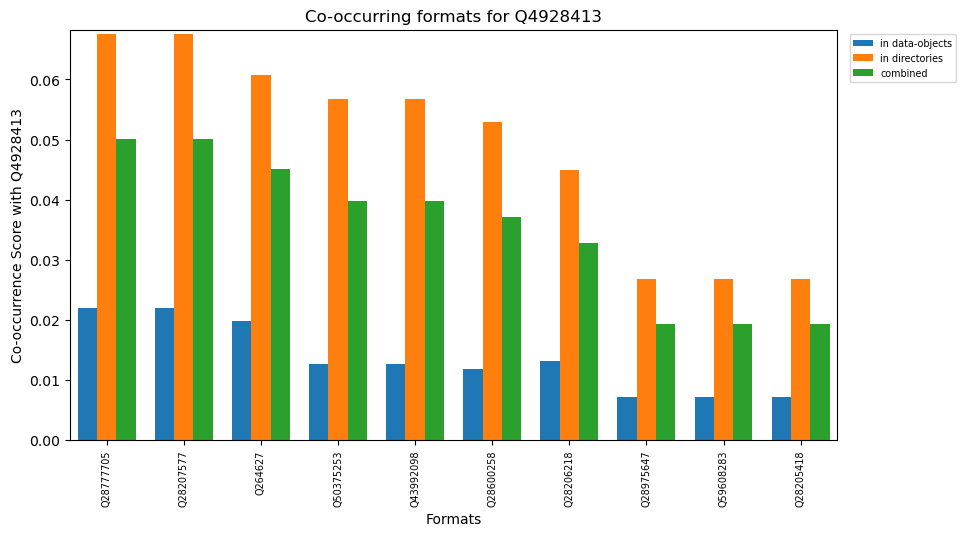 Co-occurring formats for Q4928413
in data-objects
in directories
combined
Co-occurrence Score with Q4928413
0.06
0.05
0.04
0.03
0.02
0.01
0.00
Q28777705
Q28207577
Q264627
Q50375253
Q43992098
Q28600258
Q28206218
Q28975647
Q59608283
Q28205418
Formats